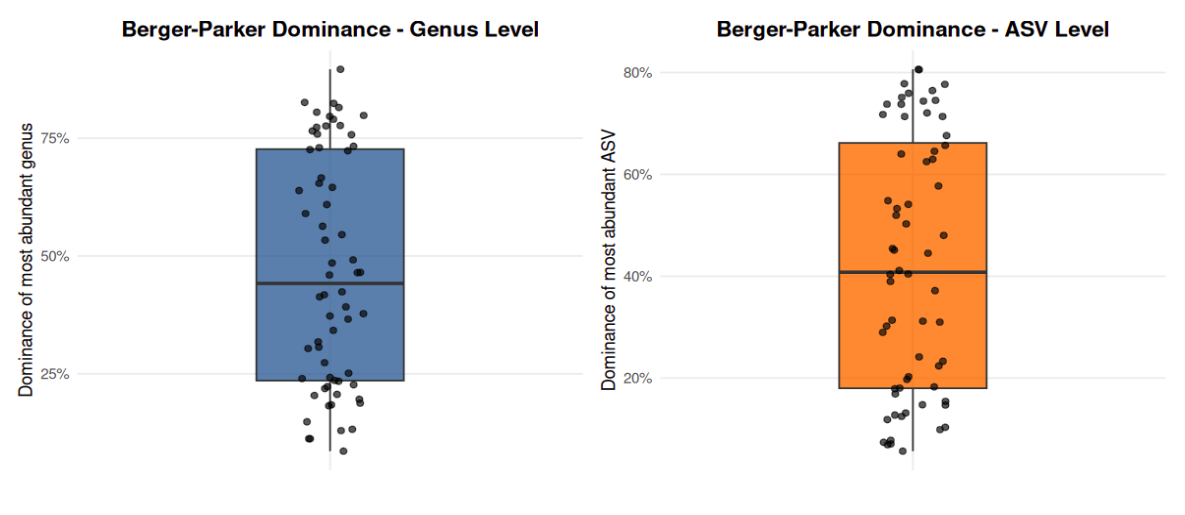 Berger-Parker Dominance - Genus Level
Dominance of most abundant genus
75%
50%
25%
Berger-Parker Dominance - ASV Level
Dominance of most abundant ASV
80%
60%
40%
20%